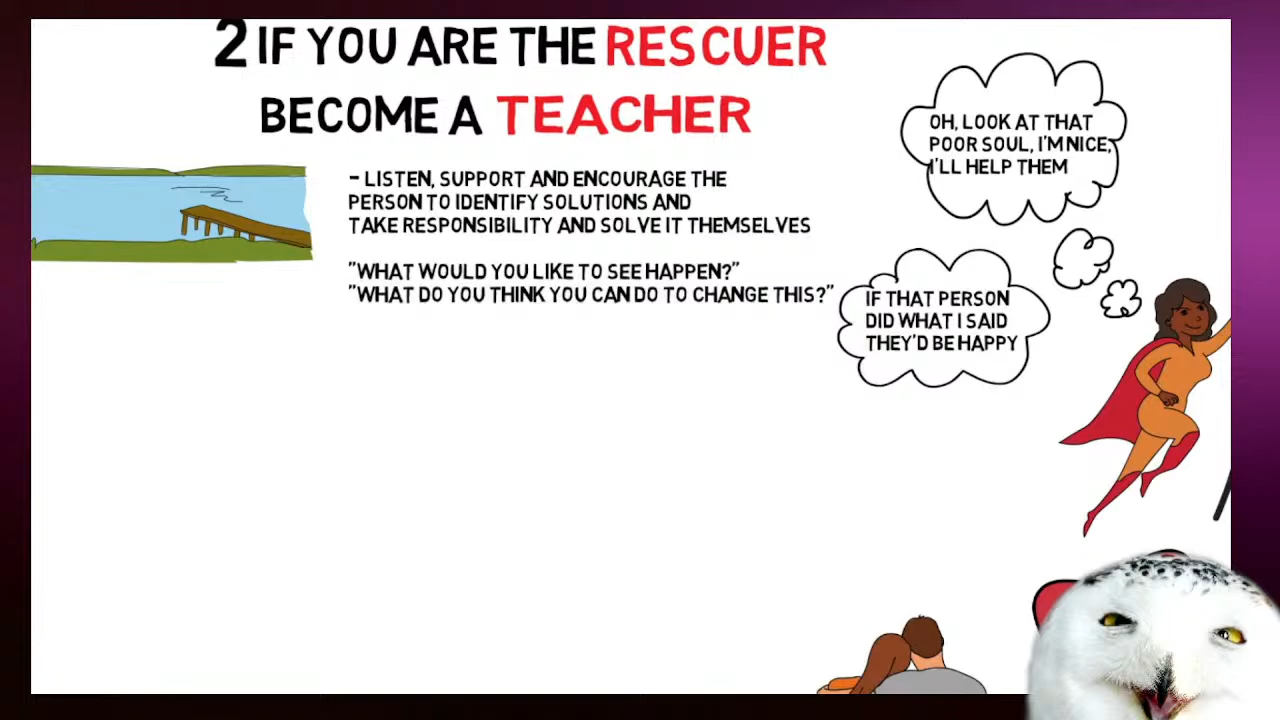 2 IF YOU ARE THE RESCUER
BECOME A TEACHER
- LISTEN, SUPPORT AND ENCOURAGE THE
PERSON TO IDENTIFY SOLUTIONS AND
TAKE RESPONSIBILITY AND SOLVE IT THEMSELVES
"WHAT WOULD YOU LIKE TO SEE HAPPEN?"
"WHAT DO YOU THINK YOU CAN DO TO CHANGE THIS?"
OH, LOOK AT THAT
POOR SOUL, I'M NICE,
I'LL HELP THEM
IF THAT PERSON
DID WHAT I SAID
THEY'D BE HAPPY